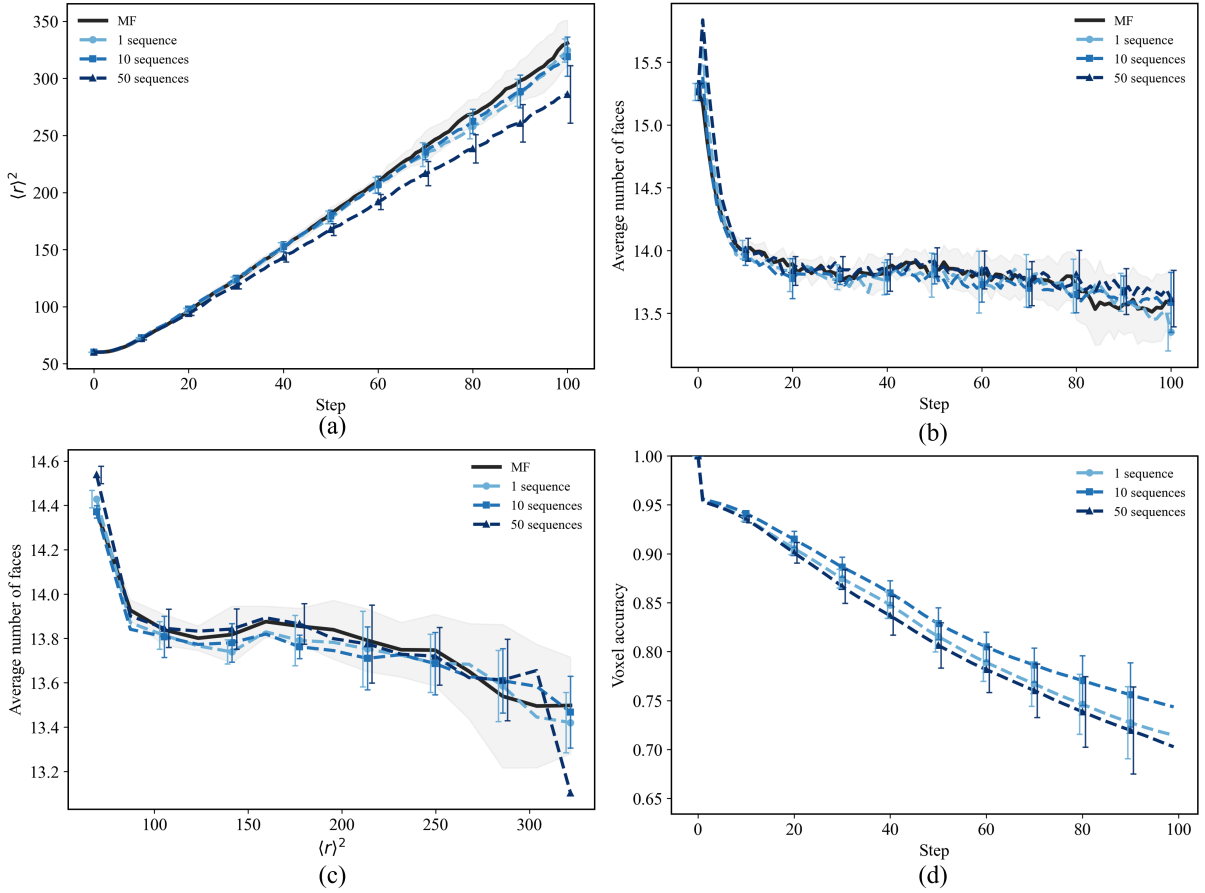 MF
1 sequence
10 sequences
50 sequences
350
300
250
200
150
100
50
⟨r⟩²
0 20 40 60 80 100
Step
(a)
MF
1 sequence
10 sequences
50 sequences
15.5
15.0
14.5
14.0
13.5
Average number of faces
0 20 40 60 80 100
Step
(b)
MF
1 sequence
10 sequences
50 sequences
14.6
14.4
14.2
14.0
13.8
13.6
13.4
13.2
Average number of faces
100 150 200 250 300
⟨r⟩²
(c)
1 sequence
10 sequences
50 sequences
1.00
0.95
0.90
0.85
0.80
0.75
0.70
0.65
Voxel accuracy
0 20 40 60 80 100
Step
(d)